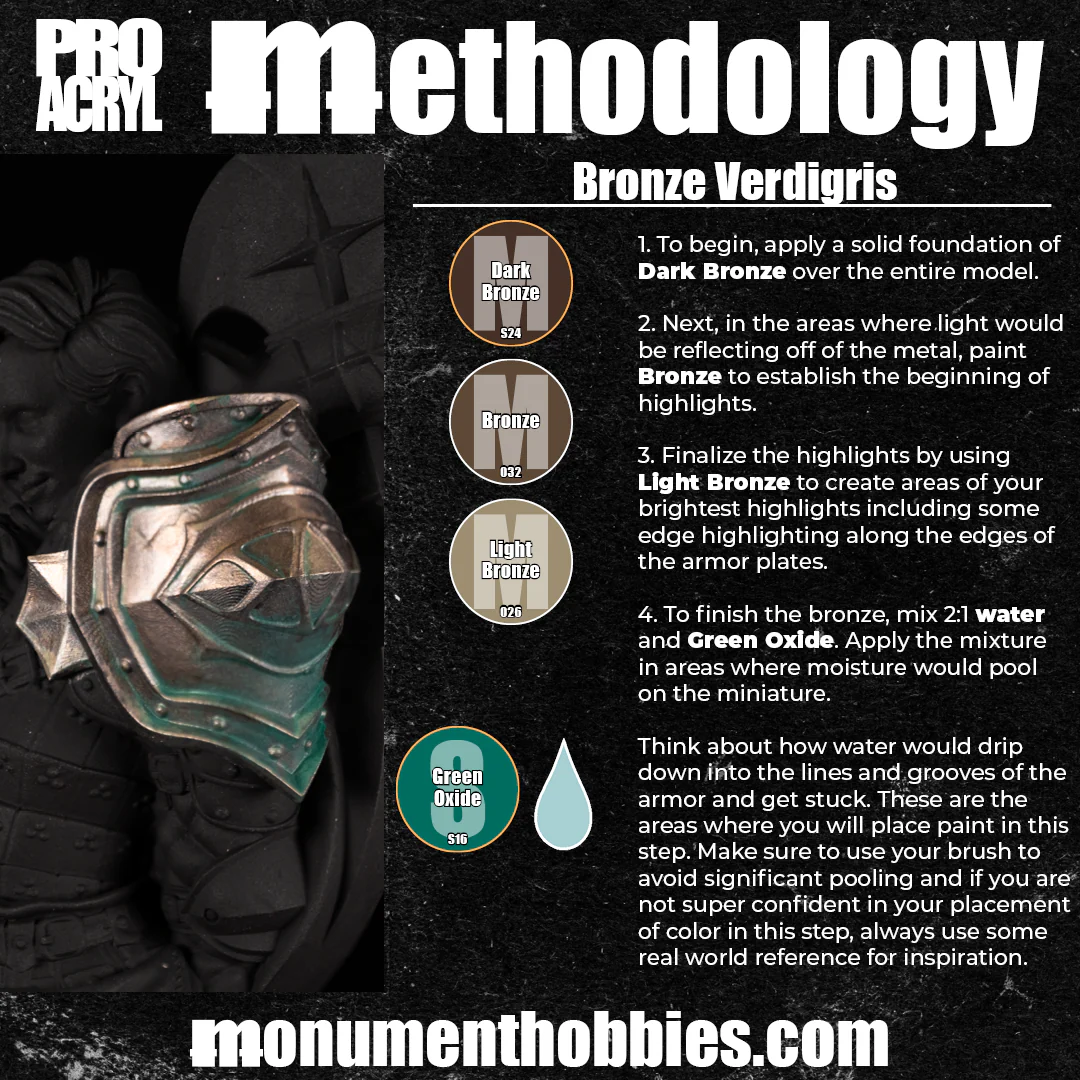 PRO
ACRYL
methodology
Bronze Verdigris
M
Dark
Bronze
S24
M
Bronze
032
M
Light
Bronze
026
1. To begin, apply a solid foundation of
Dark Bronze over the entire model.
2. Next, in the areas where light would
be reflecting off of the metal, paint
Bronze to establish the beginning of
highlights.
3. Finalize the highlights by using
Light Bronze to create areas of your
brightest highlights including some
edge highlighting along the edges of
the armor plates.
4. To finish the bronze, mix 2:1 water
and Green Oxide. Apply the mixture
in areas where moisture would pool
on the miniature.
S
Green
Oxide
S16
Think about how water would drip
down into the lines and grooves of the
armor and get stuck. These are the
areas where you will place paint in this
step. Make sure to use your brush to
avoid significant pooling and if you are
not super confident in your placement
of color in this step, always use some
real world reference for inspiration.
monumenthobbies.com